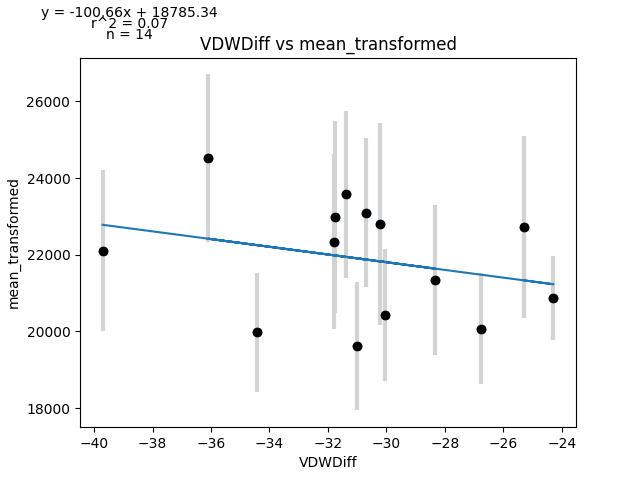 y = -100.66x + 18785.34
r^2 = 0.07
n = 14
VDWDiff vs mean_transformed
26000
24000
22000
20000
18000
mean_transformed
−40
−38
−36
−34
−32
−30
−28
−26
−24
VDWDiff